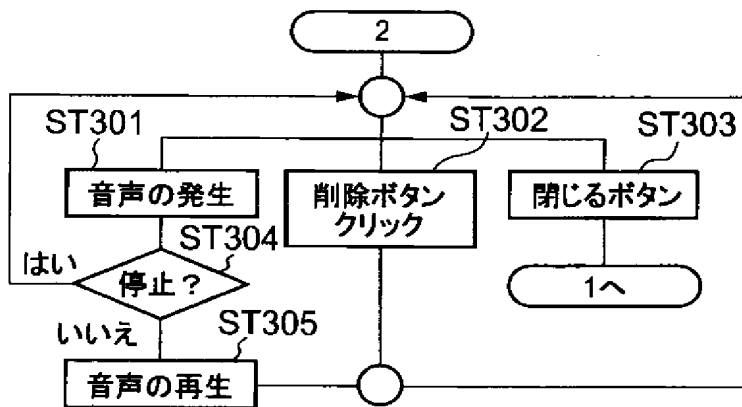 2
ST301
ST302
ST303
音声の発生
削除ボタン
クリック
閉じるボタン
ST304
はい
停止？
1へ
いいえ
ST305
音声の再生